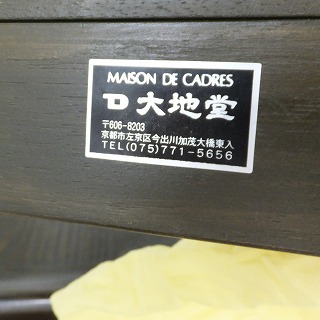 MAISON DE CADRES
大地堂
〒606-8203
京都市左京区今出川加茂大橋東入
TEL(075)771-5656